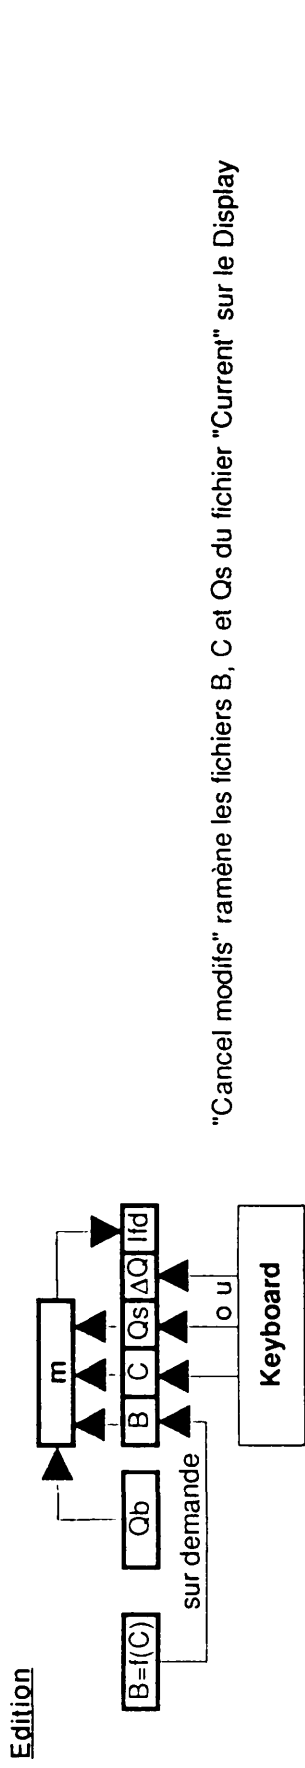 Edition
m
B=f(C)
Qb
B
C
Qs
ΔQ
Ifd
sur demande
o u
Keyboard
"Cancel modifs" ramène les fichiers B, C et Qs du fichier "Current" sur le Display